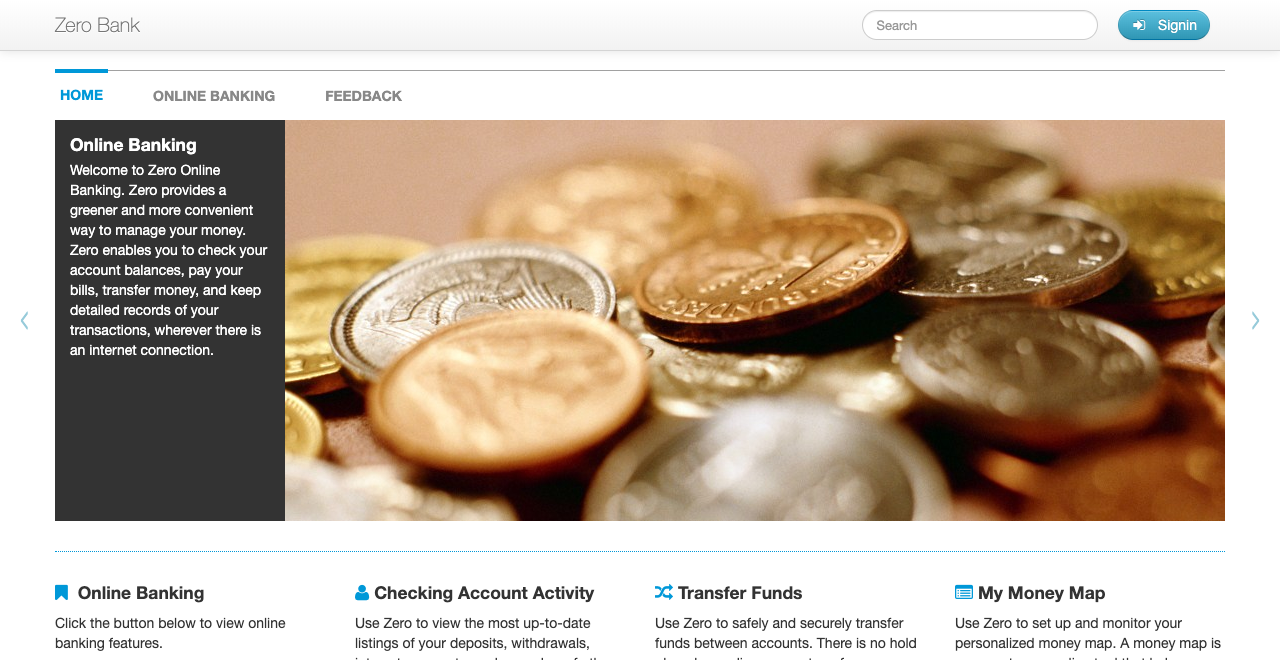 Zero Bank
Search
Signin
HOME
ONLINE BANKING
FEEDBACK
Online Banking
Welcome to Zero Online
Banking. Zero provides a
greener and more convenient
way to manage your money.
Zero enables you to check your
account balances, pay your
bills, transfer money, and keep
detailed records of your
transactions, wherever there is
an internet connection.
Online Banking
Click the button below to view online
banking features.
Checking Account Activity
Use Zero to view the most up-to-date
listings of your deposits, withdrawals,
Transfer Funds
Use Zero to safely and securely transfer
funds between accounts. There is no hold
My Money Map
Use Zero to set up and monitor your
personalized money map. A money map is